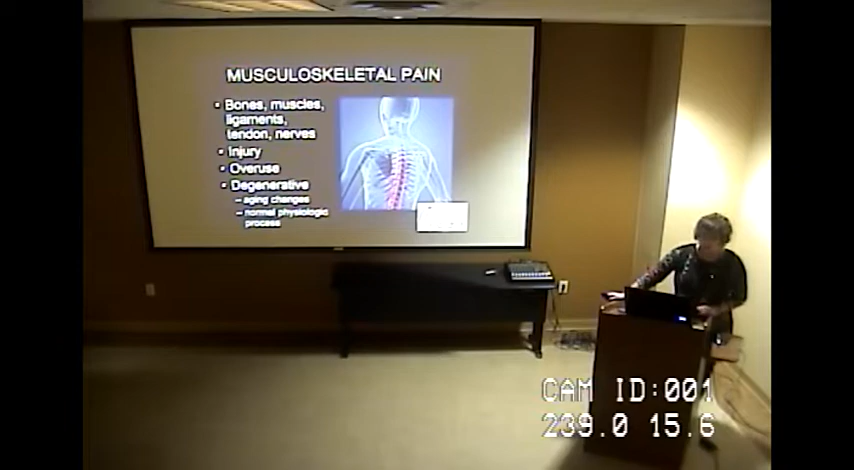 MUSCULOSKELETAL PAIN
• Bones, muscles,
ligaments,
tendon, nerves
• Injury
• Overuse
• Degenerative
– aging changes
– normal physiologic
process
CAM ID:001
239.0 15.6